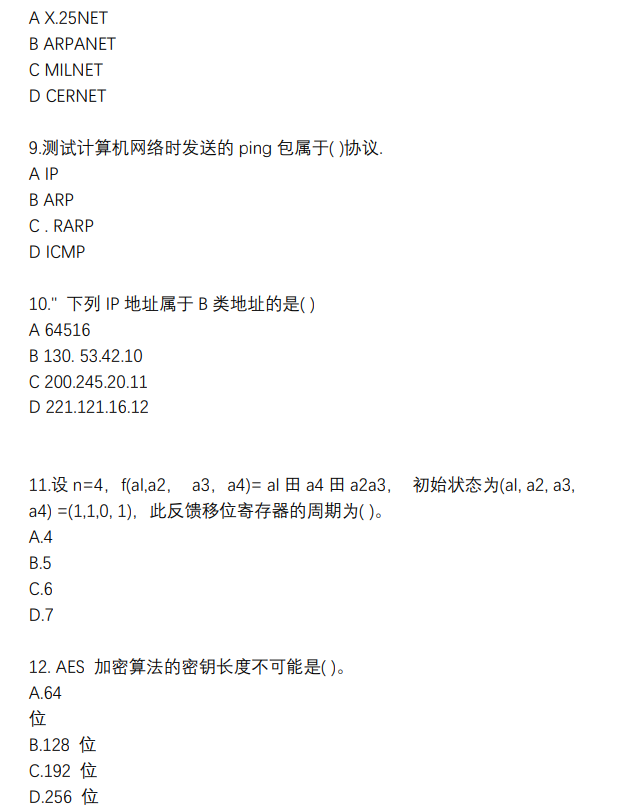 A X.25NET
B ARPANET
C MILNET
D CERNET
9.测试计算机网络时发送的 ping 包属于( )协议.
A IP
B ARP
C . RARP
D ICMP
10." 下列 IP 地址属于 B 类地址的是( )
A 64516
B 130. 53.42.10
C 200.245.20.11
D 221.121.16.12
11.设 n=4，f(al,a2， a3，a4)= al 田 a4 田 a2a3， 初始状态为(al, a2, a3,
a4) =(1,1,0, 1)，此反馈移位寄存器的周期为( )。
A.4
B.5
C.6
D.7
12. AES 加密算法的密钥长度不可能是( )。
A.64
位
B.128 位
C.192 位
D.256 位